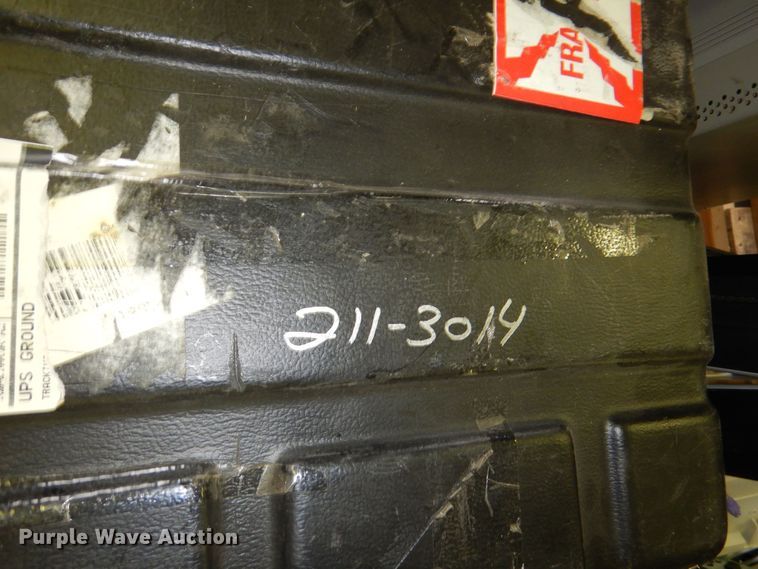 FRA
211-3014
UPS GROUND
Purple Wave Auction